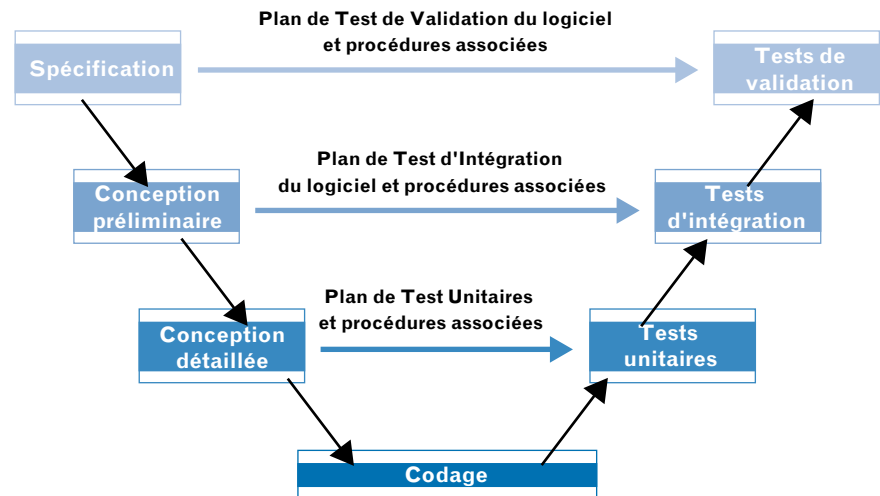 Plan de Test de Validation du logiciel
et procédures associées
Spécification
Tests de
validation
Plan de Test d'Intégration
du logiciel et procédures associées
Conception
préliminaire
Tests
d'intégration
Plan de Test Unitaires
et procédures associées
Conception
détaillée
Tests
unitaires
Codage